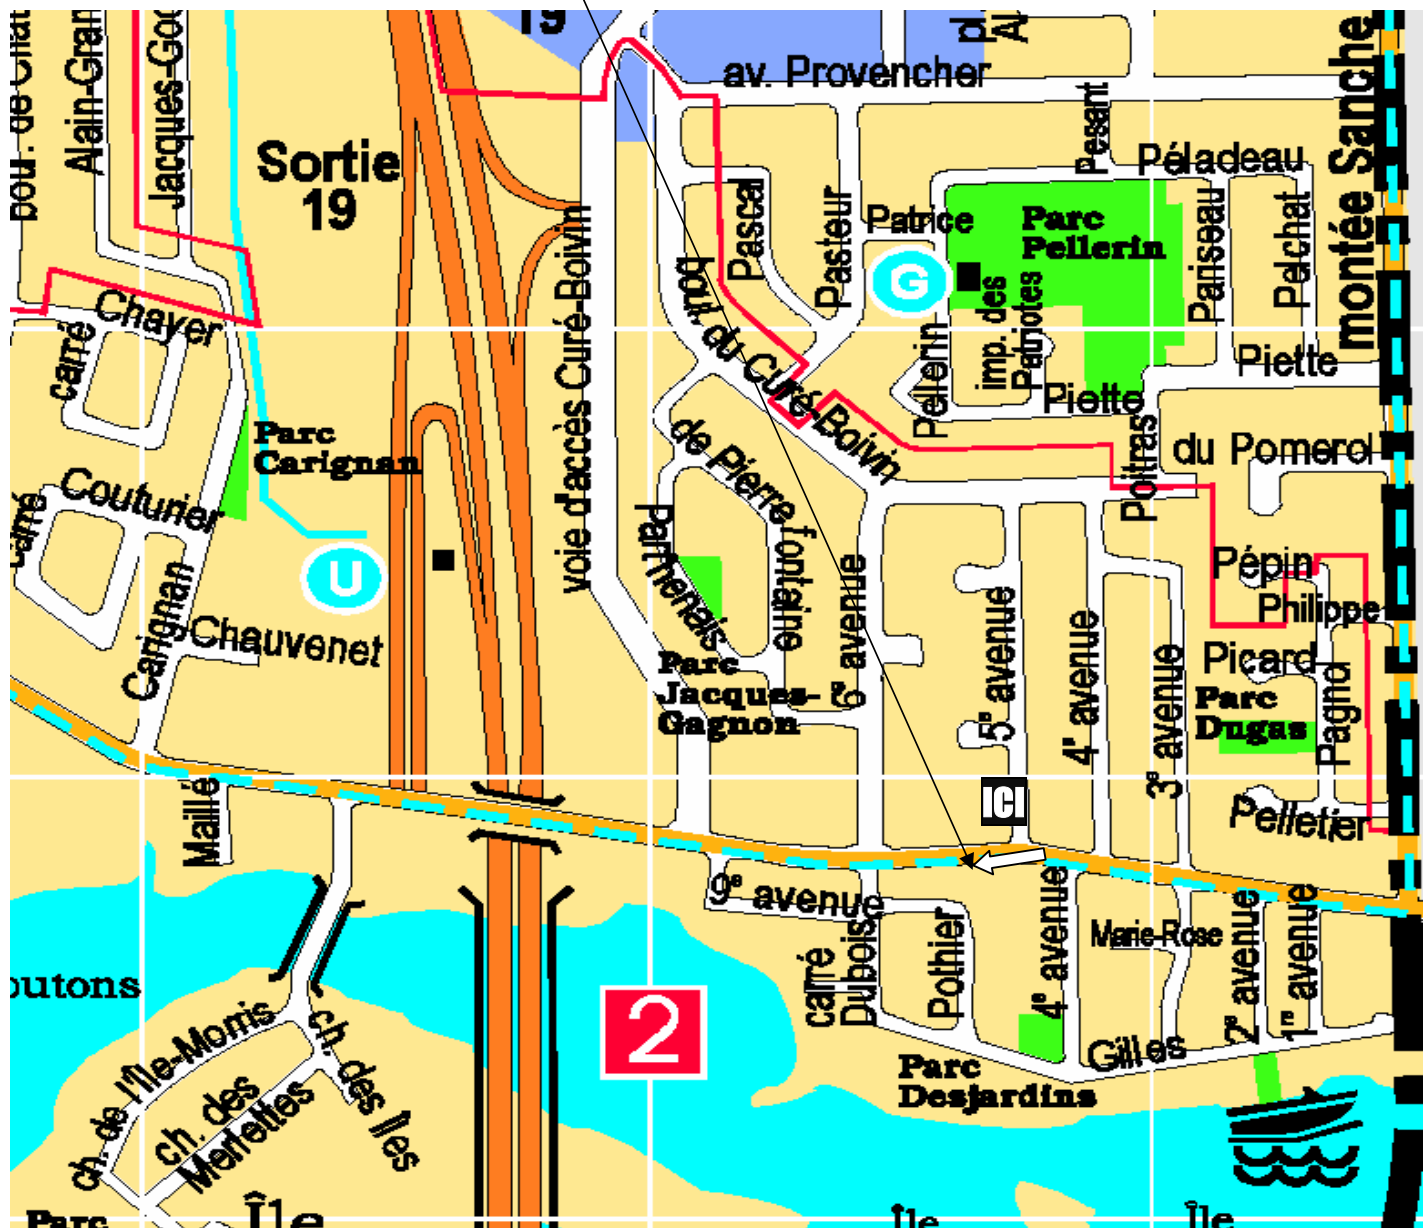 19
av. Provencher
Alain-Gran
Jacques-Goo
Sortie
19
Pesant
Péladeau
montée Sanche
Pascal
Pasteur
Patrice
Parc
Pellerin
Pariseau
Pelchat
G
imp. des
Patriotes
Pellerin
boul. du Curé-Boivin
voie d'accès Curé-Boivin
Chayer
carré
Piette
Piette
Parc
Carignan
de Pierre
fontaine
Poitras
du Pomerol
Couturier
carré
Parthenais
U
Pépin
Philippe
Carignan
Chauvenet
6e avenue
5e avenue
4e avenue
3e avenue
Picard
Parc
Jacques-
Gagnon
Parc
Dugas
Pagno
Maillé
ICI
Pelletier
9e avenue
carré
Dubois
Pothier
4e avenue
Marie-Rose
2e avenue
1re avenue
outons
2
ch. de l'Île-Morris
ch. des Îles
ch. des
Merlettes
Gilles
Parc
Desjardins
Parc
Île
Île
Île